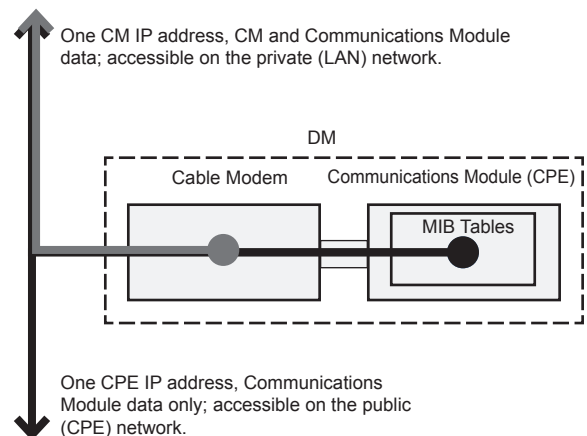 One CM IP address, CM and Communications Module
data; accessible on the private (LAN) network.
DM
Cable Modem
Communications Module (CPE)
MIB Tables
One CPE IP address, Communications
Module data only; accessible on the public
(CPE) network.